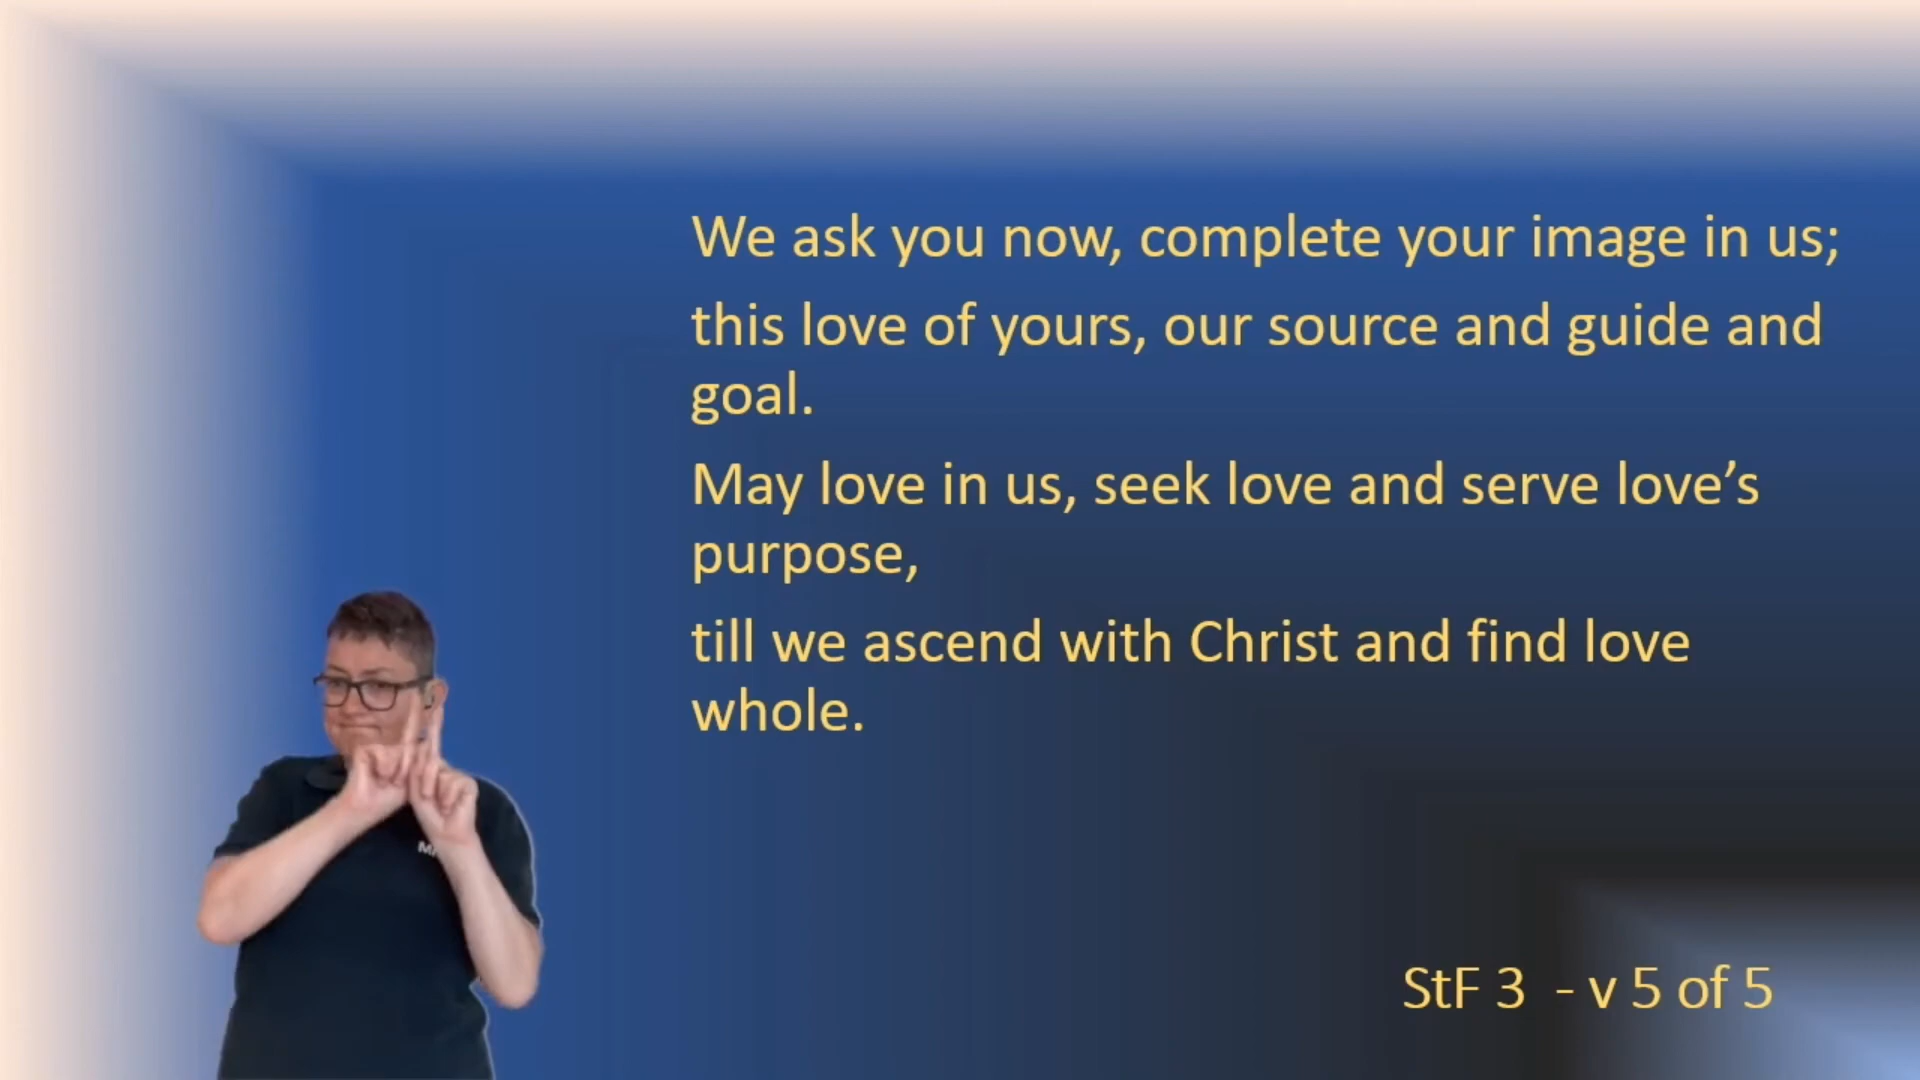 We ask you now, complete your image in us;
this love of yours, our source and guide and
goal.
May love in us, seek love and serve love’s
purpose,
till we ascend with Christ and find love
whole.
StF 3 - v 5 of 5